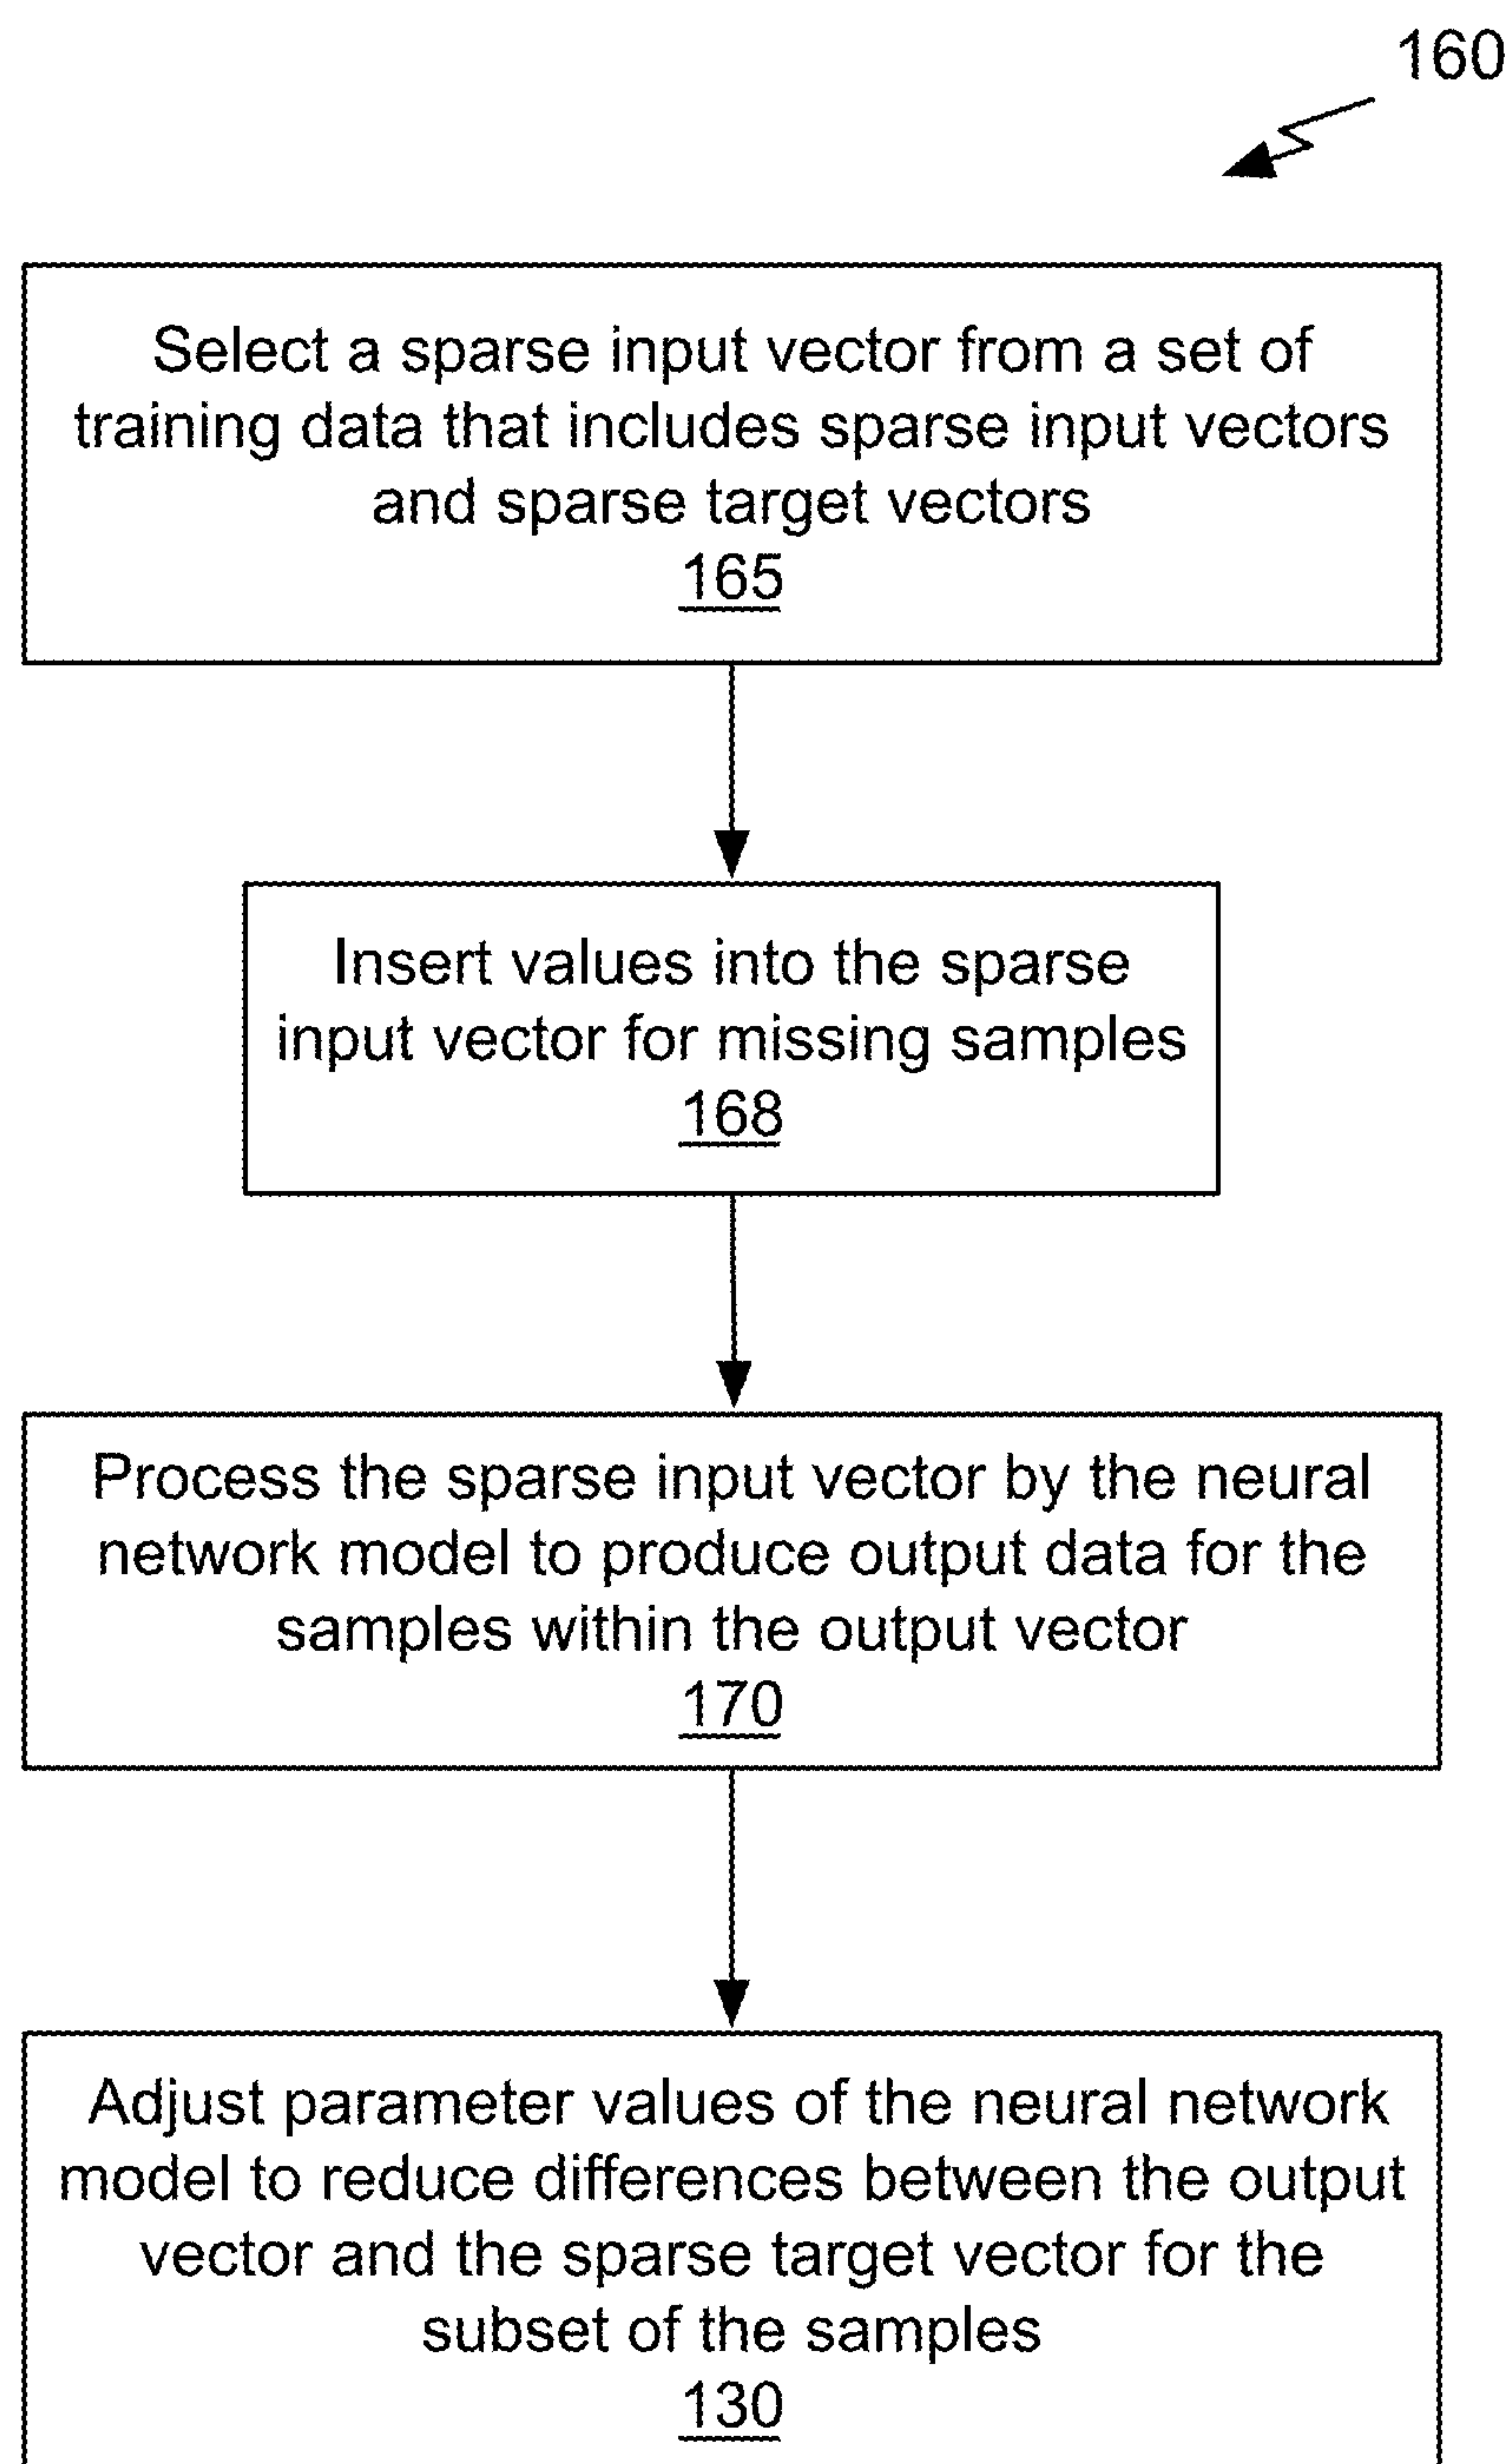 160
Select a sparse input vector from a set of
training data that includes sparse input vectors
and sparse target vectors
165
Insert values into the sparse
input vector for missing samples
168
Process the sparse input vector by the neural
network model to produce output data for the
samples within the output vector
170
Adjust parameter values of the neural network
model to reduce differences between the output
vector and the sparse target vector for the
subset of the samples
130